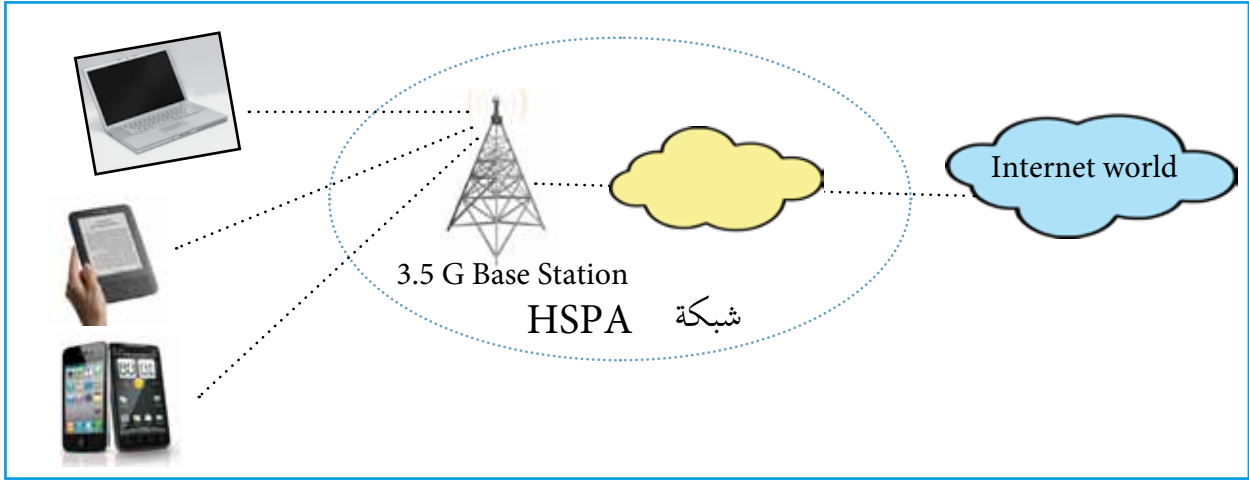 Internet world
3.5 G Base Station
شبكة HSPA